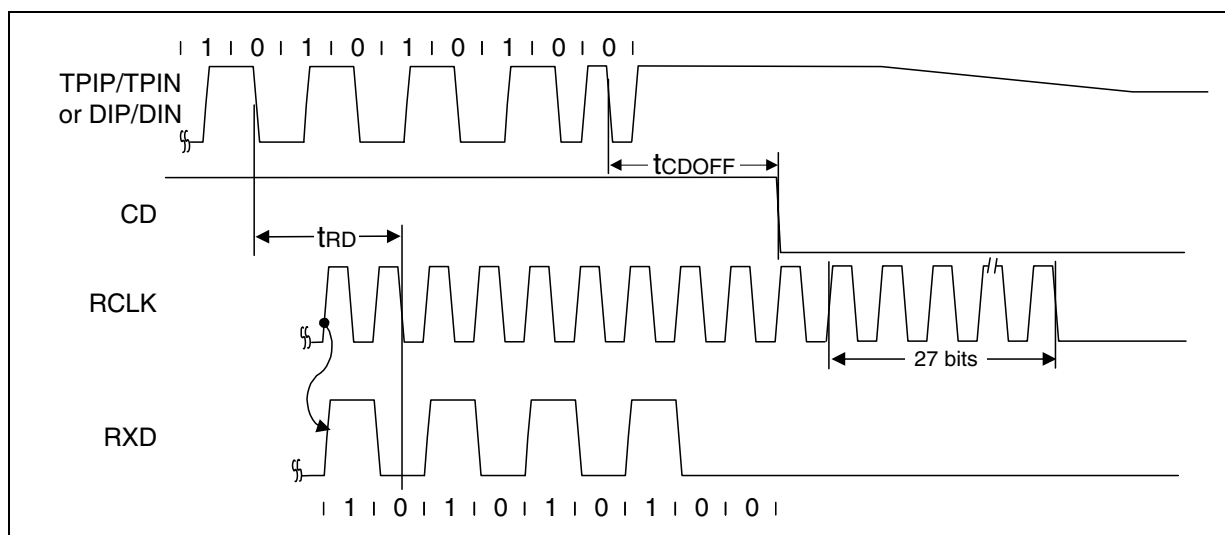 1 0 1 0 1 0 1 0 0
TPIP/TPIN
or DIP/DIN
tCDOFF
CD
tRD
RCLK
27 bits
RXD
1 0 1 0 1 0 1 0 0